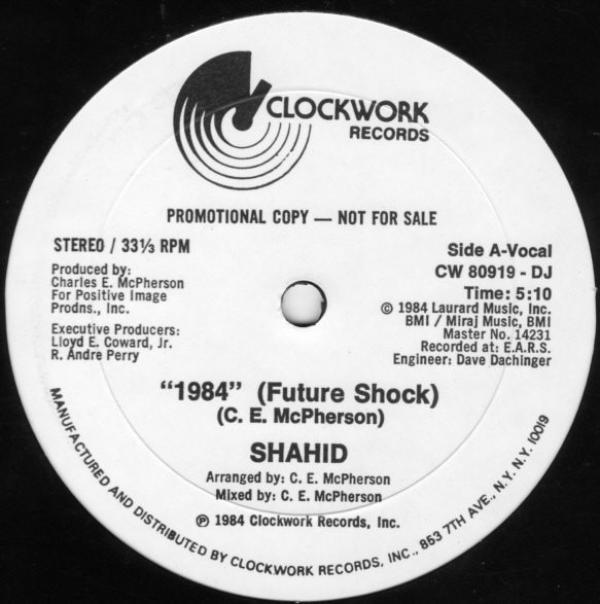 CLOCKWORK
RECORDS
PROMOTIONAL COPY — NOT FOR SALE
STEREO / 33⅓ RPM
Produced by:
Charles E. McPherson
For Positive Image
Prodns., Inc.
Executive Producers:
Lloyd E. Coward, Jr.
R. Andre Perry
Side A-Vocal
CW 80919 - DJ
Time: 5:10
© 1984 Laurard Music, Inc.
BMI / Miraj Music, BMI
Master No. 14231
Recorded at: E.A.R.S.
Engineer: Dave Dachinger
“1984” (Future Shock)
(C. E. McPherson)
SHAHID
Arranged by: C. E. McPherson
Mixed by: C. E. McPherson
℗ 1984 Clockwork Records, Inc.
MANUFACTURED AND DISTRIBUTED BY CLOCKWORK RECORDS, INC., 853 7TH AVE., N.Y. N.Y. 10019